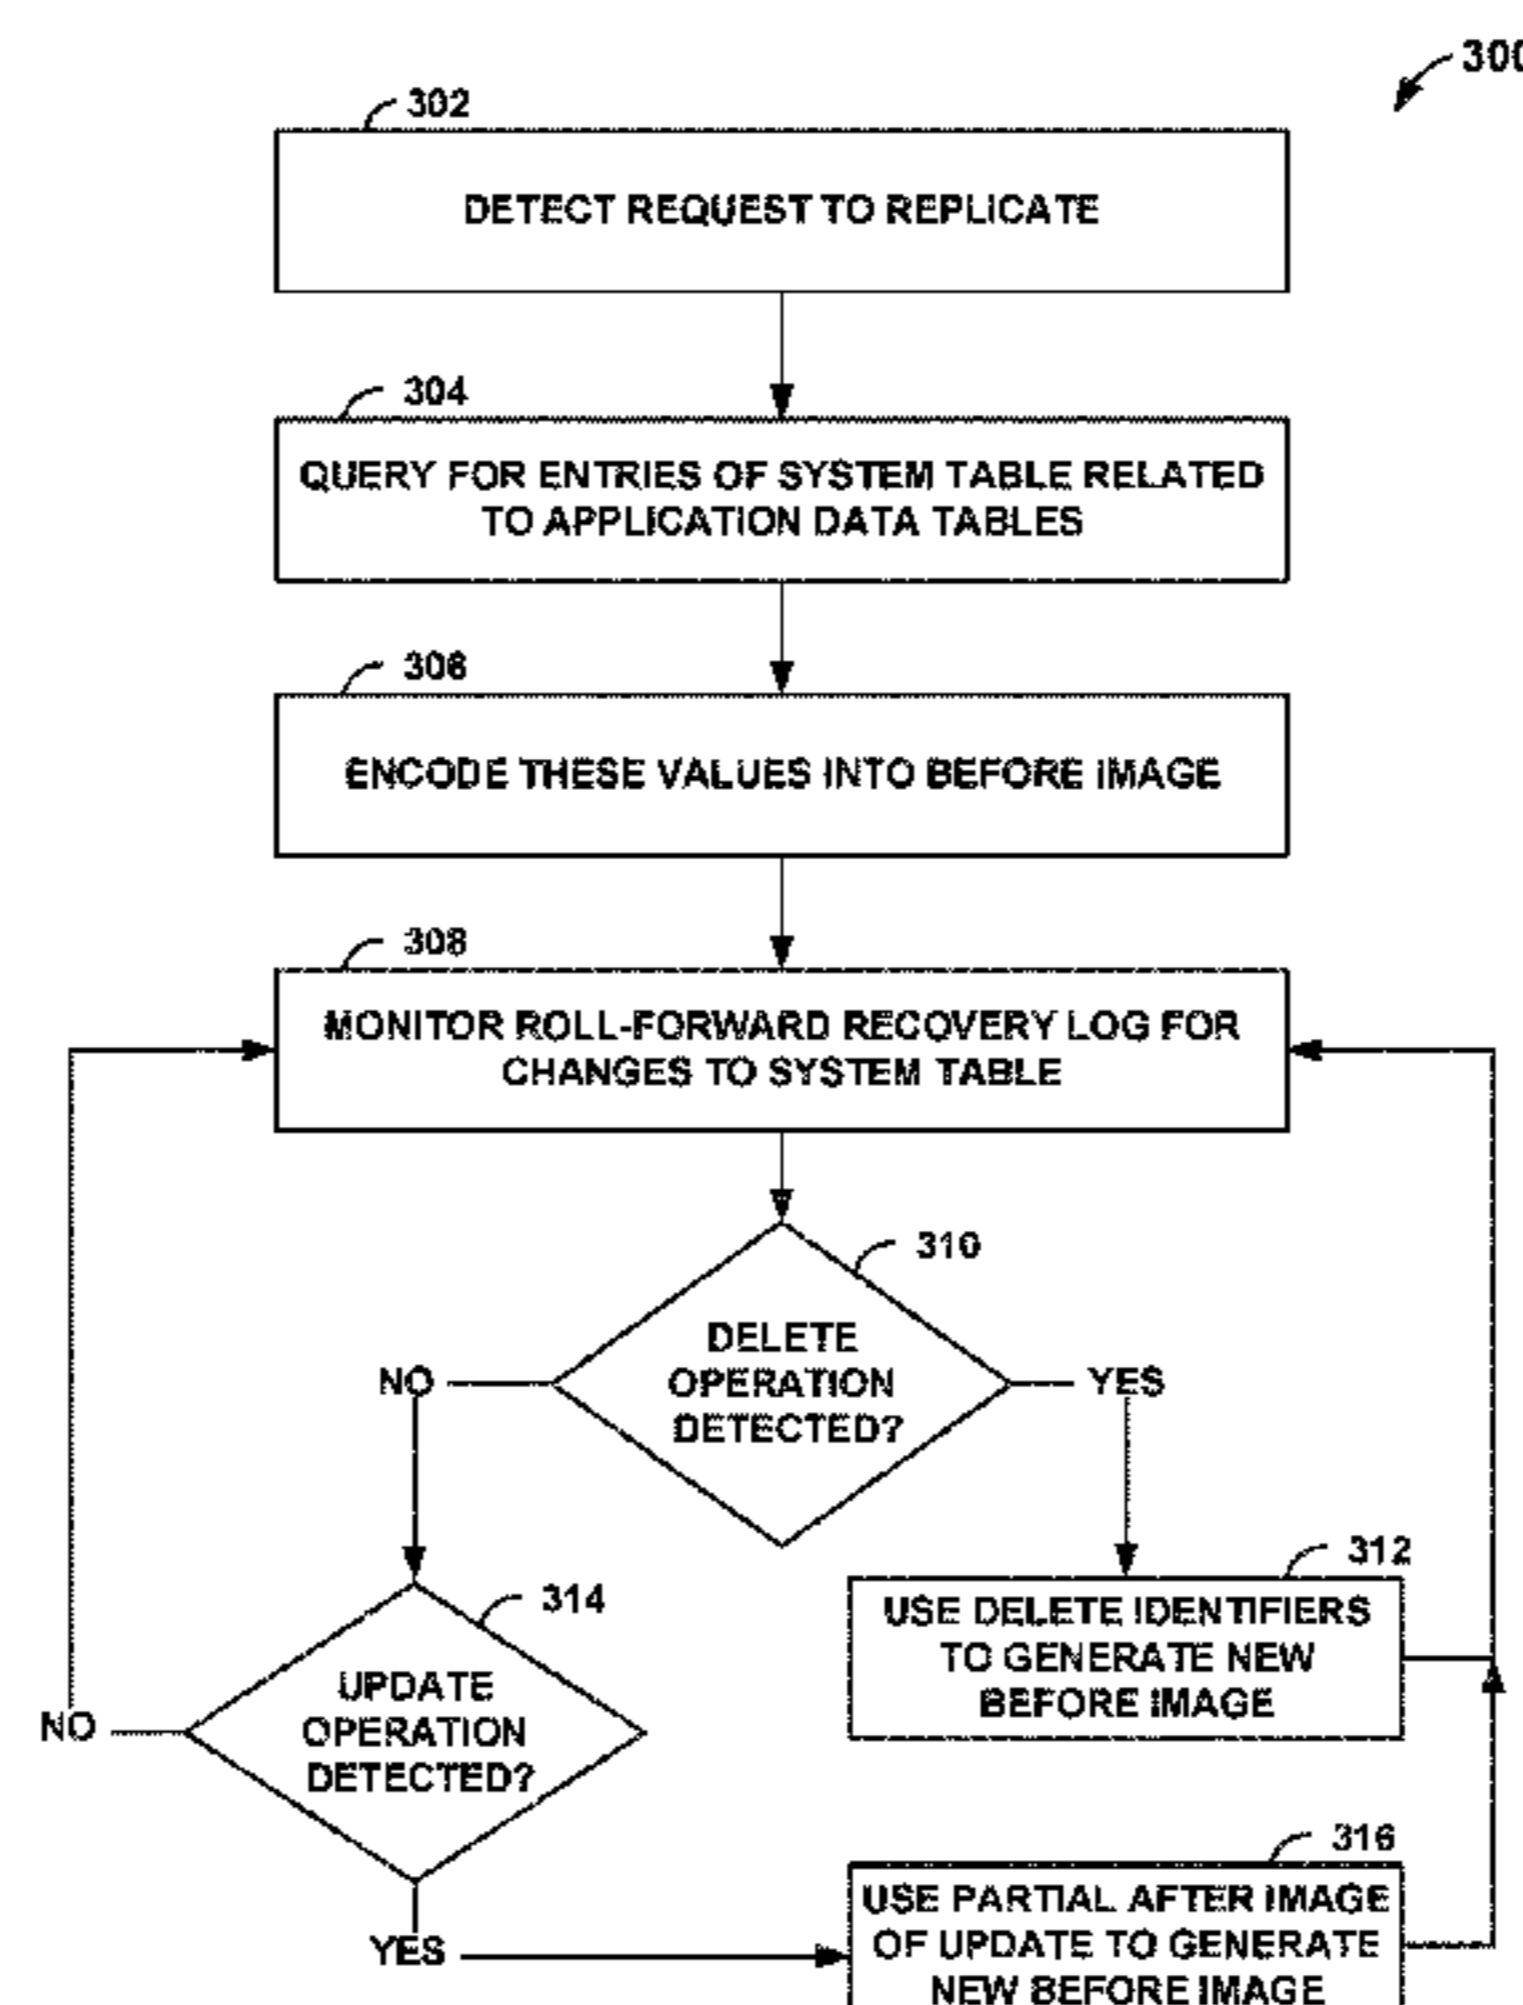 300
302
DETECT REQUEST TO REPLICATE
304
QUERY FOR ENTRIES OF SYSTEM TABLE RELATED
TO APPLICATION DATA TABLES
306
ENCODE THESE VALUES INTO BEFORE IMAGE
308
MONITOR ROLL-FORWARD RECOVERY LOG FOR
CHANGES TO SYSTEM TABLE
310
DELETE
OPERATION
DETECTED?
NO
YES
312
USE DELETE IDENTIFIERS
TO GENERATE NEW
BEFORE IMAGE
314
UPDATE
OPERATION
DETECTED?
NO
YES
316
USE PARTIAL AFTER IMAGE
OF UPDATE TO GENERATE
NEW BEFORE IMAGE